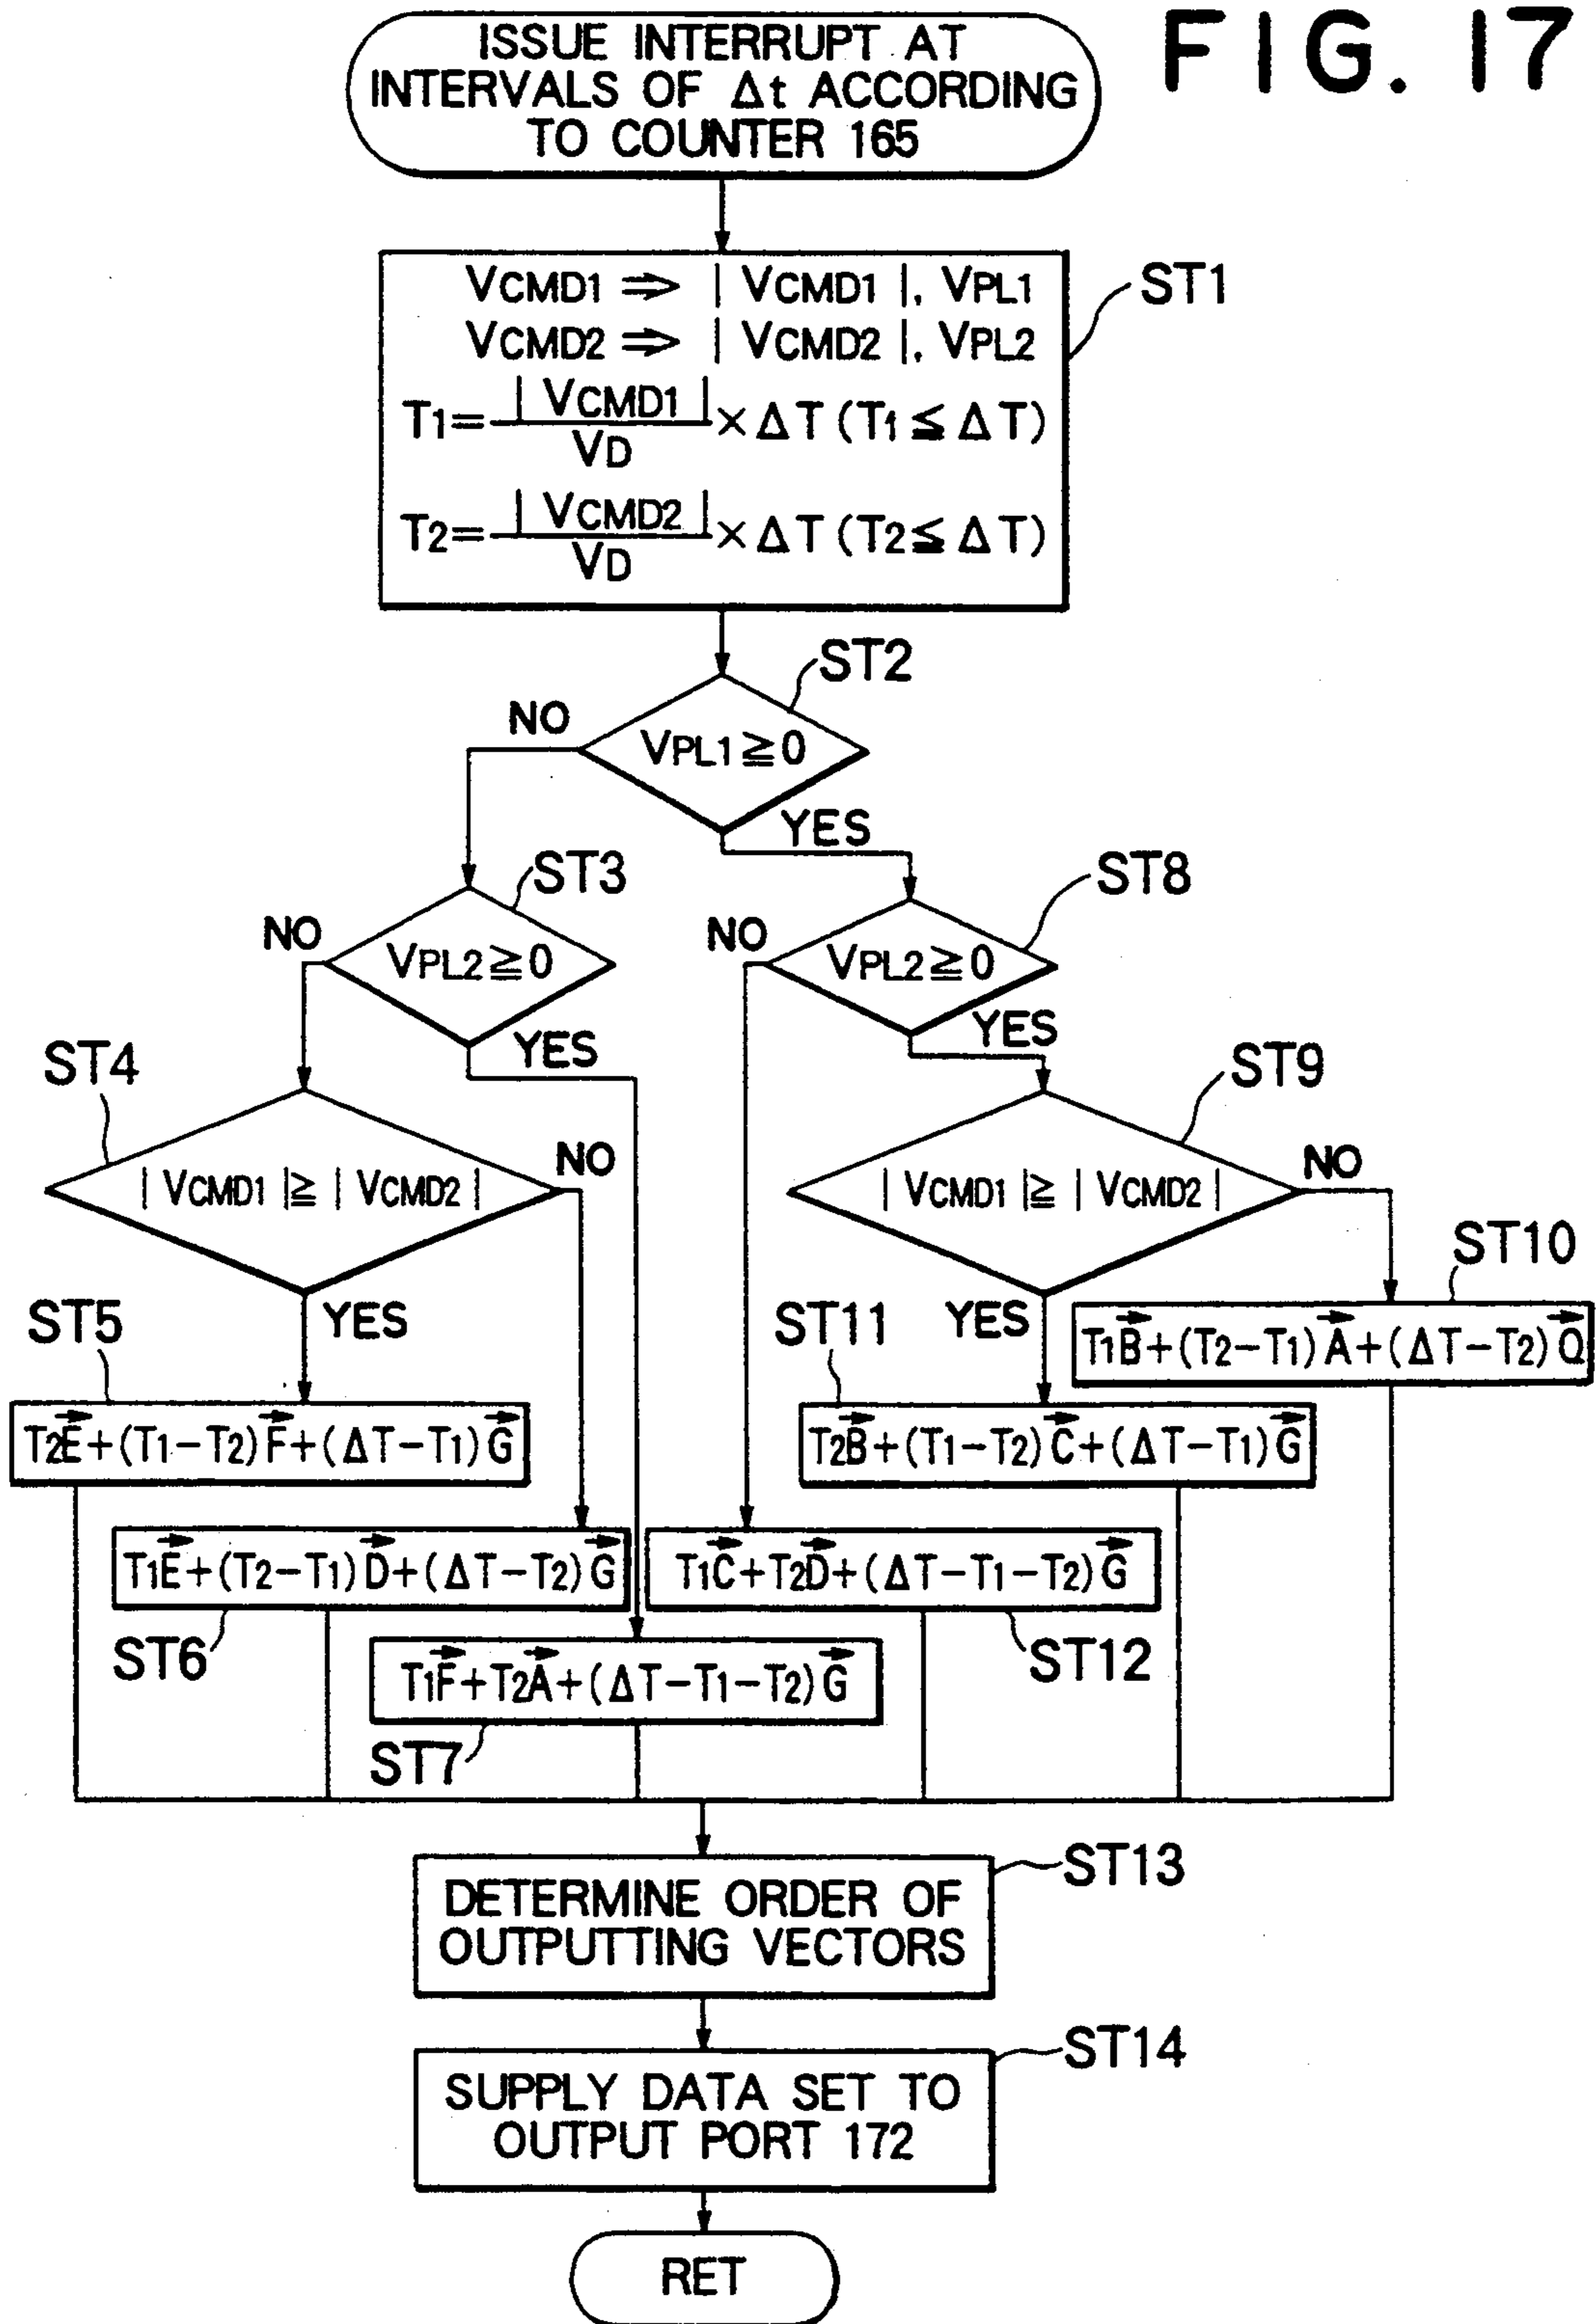 FIG. 17
ISSUE INTERRUPT AT
INTERVALS OF Δt ACCORDING
TO COUNTER 165
VCMD1 ⇒ | VCMD1 |, VPL1
VCMD2 ⇒ | VCMD2 |, VPL2
ST1
T1= | VCMD1 | / VD × ΔT (T1 ≦ ΔT)
T2= | VCMD2 | / VD × ΔT (T2 ≦ ΔT)
ST2
NO
VPL1 ≧ 0
YES
ST3
ST8
NO
VPL2 ≧ 0
NO
VPL2 ≧ 0
YES
YES
ST4
ST9
| VCMD1 | ≧ | VCMD2 |
NO
| VCMD1 | ≧ | VCMD2 |
NO
ST10
ST5
YES
ST11
YES
T1B⃗+(T2−T1)A⃗+(ΔT−T2)Q⃗
T2E⃗+(T1−T2)F⃗+(ΔT−T1)G⃗
T2B⃗+(T1−T2)C⃗+(ΔT−T1)G⃗
T1E⃗+(T2−T1)D⃗+(ΔT−T2)G⃗
T1C⃗+T2D⃗+(ΔT−T1−T2)G⃗
ST6
T1F⃗+T2A⃗+(ΔT−T1−T2)G⃗
ST12
ST7
ST13
DETERMINE ORDER OF
OUTPUTTING VECTORS
ST14
SUPPLY DATA SET TO
OUTPUT PORT 172
RET